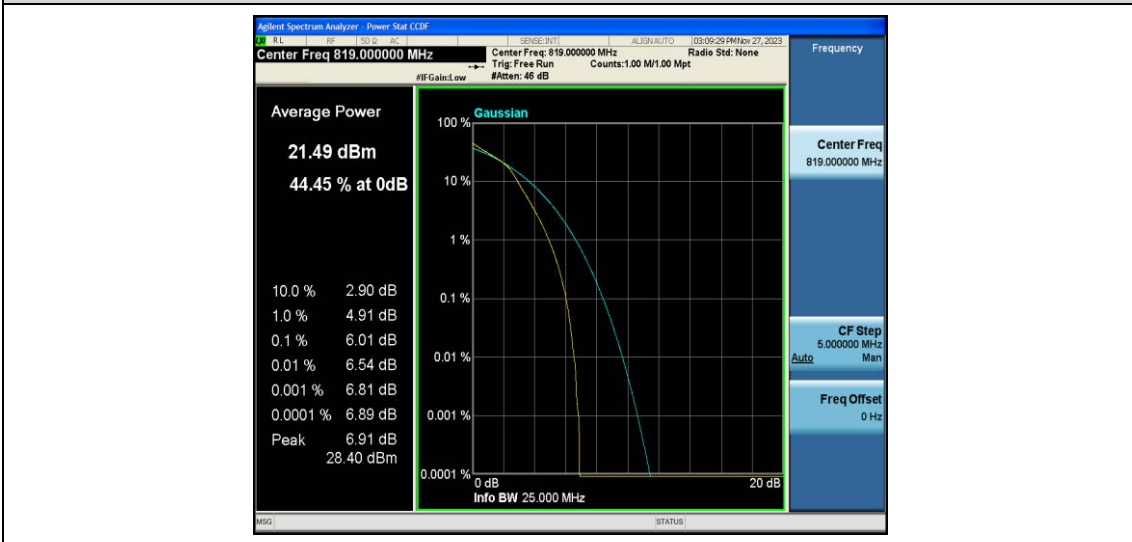 Agilent Spectrum Analyzer - Power Stat CCDF
RL RF 50 Ω AC SENSE:INT ALIGN AUTO 03:09:29 PM Nov 27, 2023
Center Freq 819.000000 MHz
Center Freq: 819.000000 MHz Radio Std: None
Trig: Free Run Counts:1.00 M/1.00 Mpt
#IFGain:Low #Atten: 46 dB
Frequency
Average Power
21.49 dBm
44.45 % at 0dB
10.0 % 2.90 dB
1.0 % 4.91 dB
0.1 % 6.01 dB
0.01 % 6.54 dB
0.001 % 6.81 dB
0.0001 % 6.89 dB
Peak 6.91 dB
28.40 dBm
Gaussian
100 %
10 %
1 %
0.1 %
0.01 %
0.001 %
0.0001 %
0 dB 20 dB
Info BW 25.000 MHz
Center Freq
819.000000 MHz
CF Step
5.000000 MHz
Auto Man
Freq Offset
0 Hz
MSG STATUS